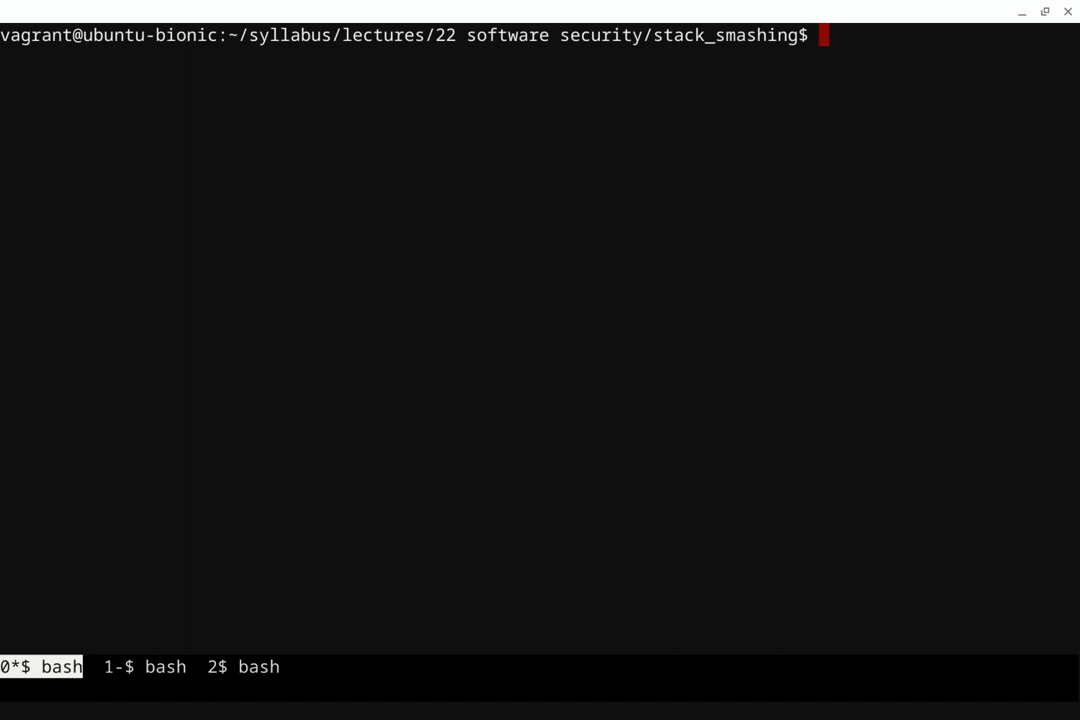 vagrant@ubuntu-bionic:~/syllabus/lectures/22 software security/stack_smashing$
0*$ bash  1-$ bash  2$ bash